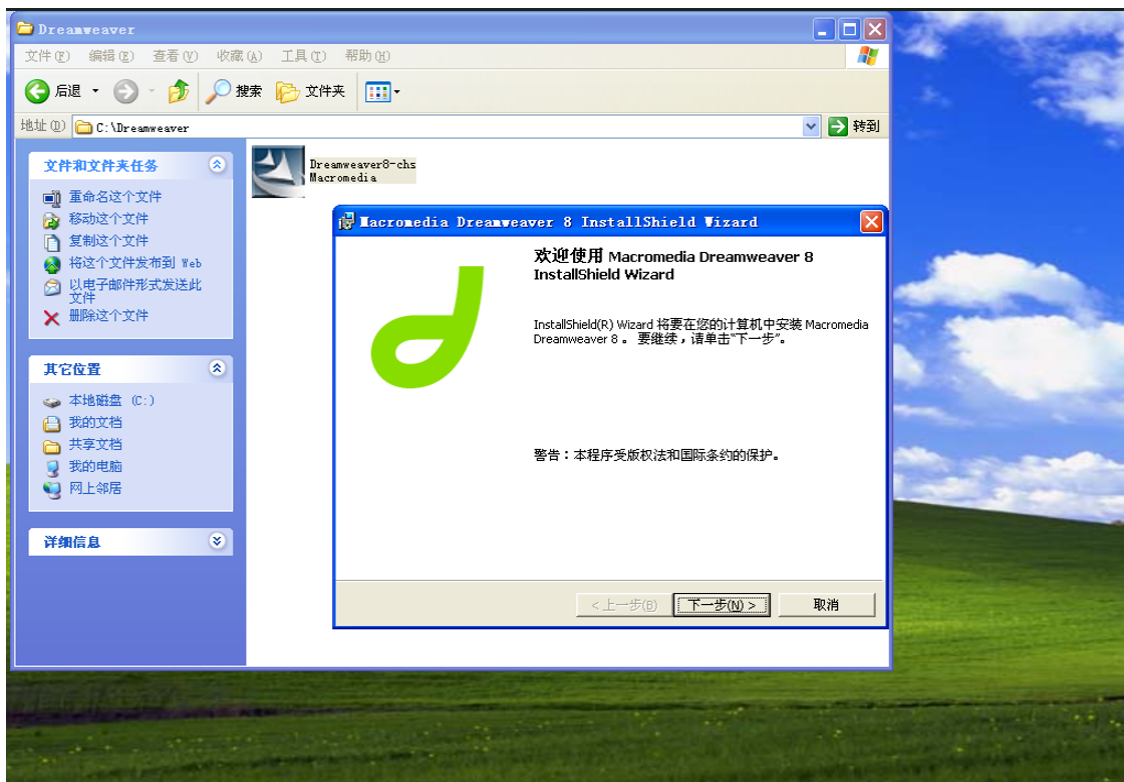 Dreamweaver
文件(F) 编辑(E) 查看(V) 收藏(A) 工具(T) 帮助(H)
后退 搜索 文件夹
地址(D) C:\Dreamweaver 转到
文件和文件夹任务
重命名这个文件
移动这个文件
复制这个文件
将这个文件发布到 Web
以电子邮件形式发送此
文件
删除这个文件
其它位置
本地磁盘 (C:)
我的文档
共享文档
我的电脑
网上邻居
详细信息
Dreamweaver8-chs
Macromedia
Macromedia Dreamweaver 8 InstallShield Wizard
欢迎使用 Macromedia Dreamweaver 8
InstallShield Wizard
InstallShield(R) Wizard 将要在您的计算机中安装 Macromedia
Dreamweaver 8 。 要继续，请单击“下一步”。
警告：本程序受版权法和国际条约的保护。
< 上一步(B) 下一步(N) > 取消